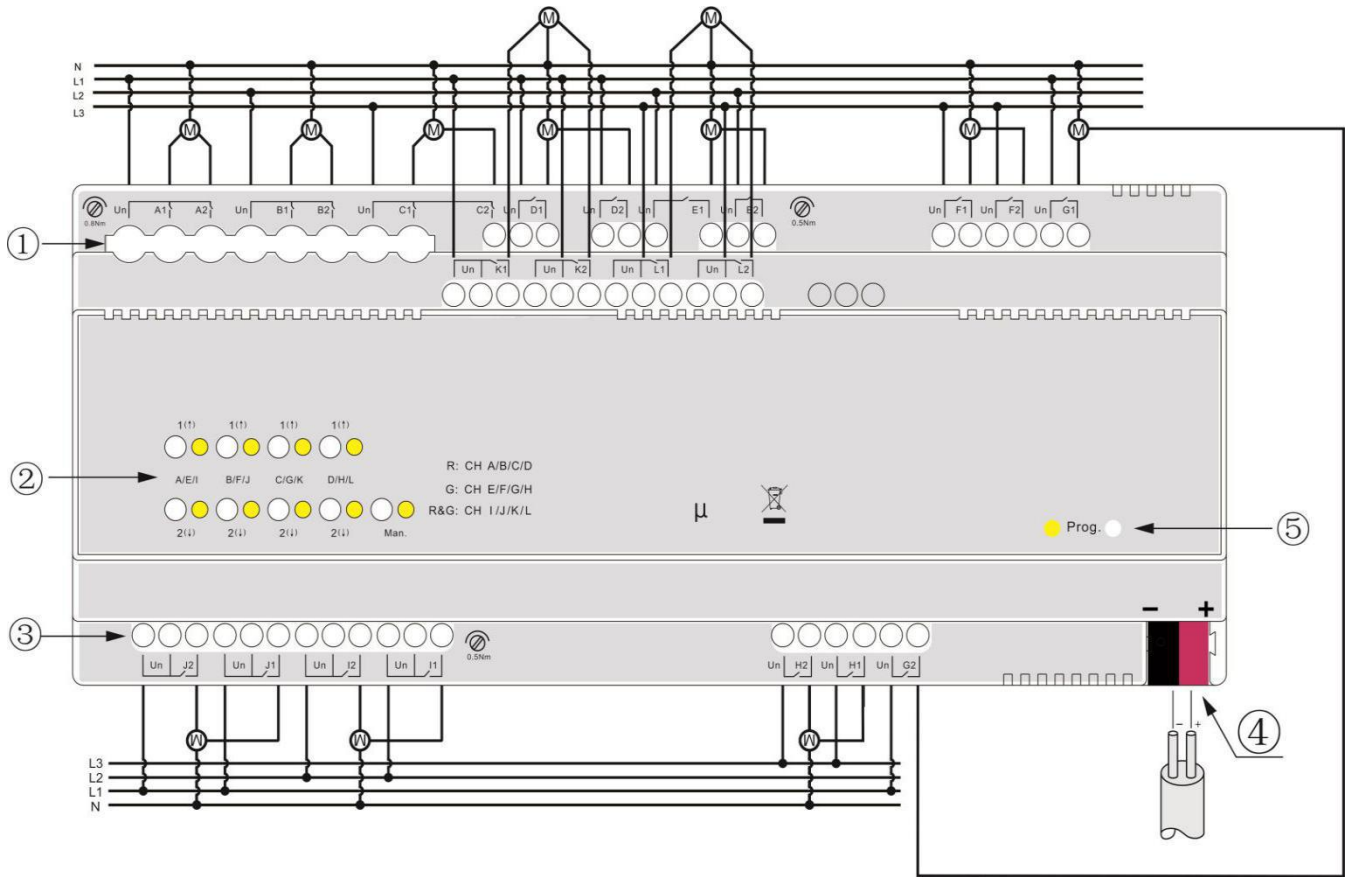 M M
N
L1
L2
L3
M M M M M M M
0.8Nm Un A1 A2 Un B1 B2 Un C1 C2 Un D1 Un D2 Un E1 Un E2 0.5Nm Un F1 Un F2 Un G1
①
Un K1 Un K2 Un L1 Un L2
1(↑) 1(↑) 1(↑) 1(↑)
② A/E/I B/F/J C/G/K D/H/L
2(↓) 2(↓) 2(↓) 2(↓) Man.
R: CH A/B/C/D
G: CH E/F/G/H
R&G: CH I/J/K/L
μ
Prog. ⑤
− +
③
0.5Nm
Un J2 Un J1 Un I2 Un I1 Un H2 Un H1 Un G2
− + ④
M M M
L3
L2
L1
N